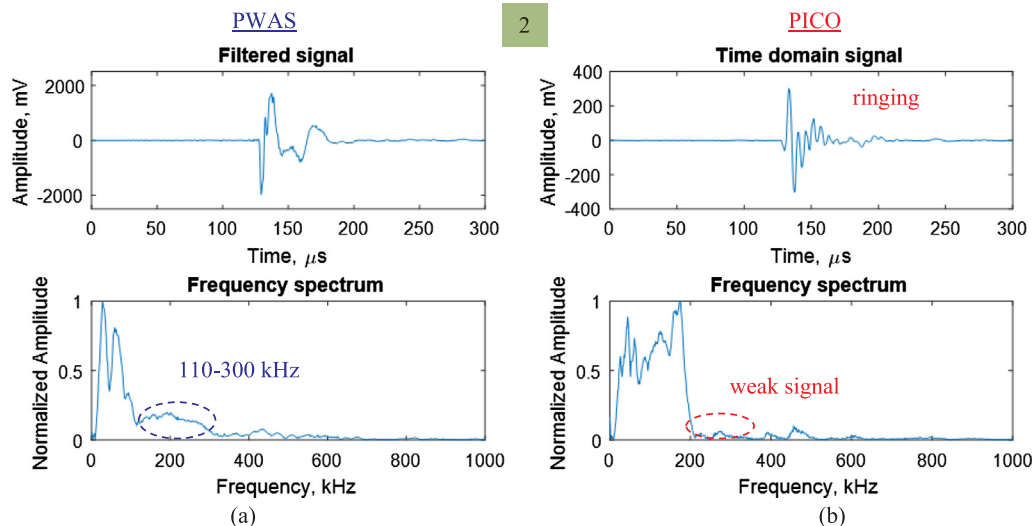 PWAS
2
PICO
Filtered signal
Amplitude, mV
2000
0
-2000
0 50 100 150 200 250 300
Time, μs
Time domain signal
ringing
Amplitude, mV
400
200
0
-200
-400
0 50 100 150 200 250 300
Time, μs
Frequency spectrum
Normalized Amplitude
1
0.5
0
110-300 kHz
0 200 400 600 800 1000
Frequency, kHz
(a)
Frequency spectrum
Normalized Amplitude
1
0.5
0
weak signal
0 200 400 600 800 1000
Frequency, kHz
(b)